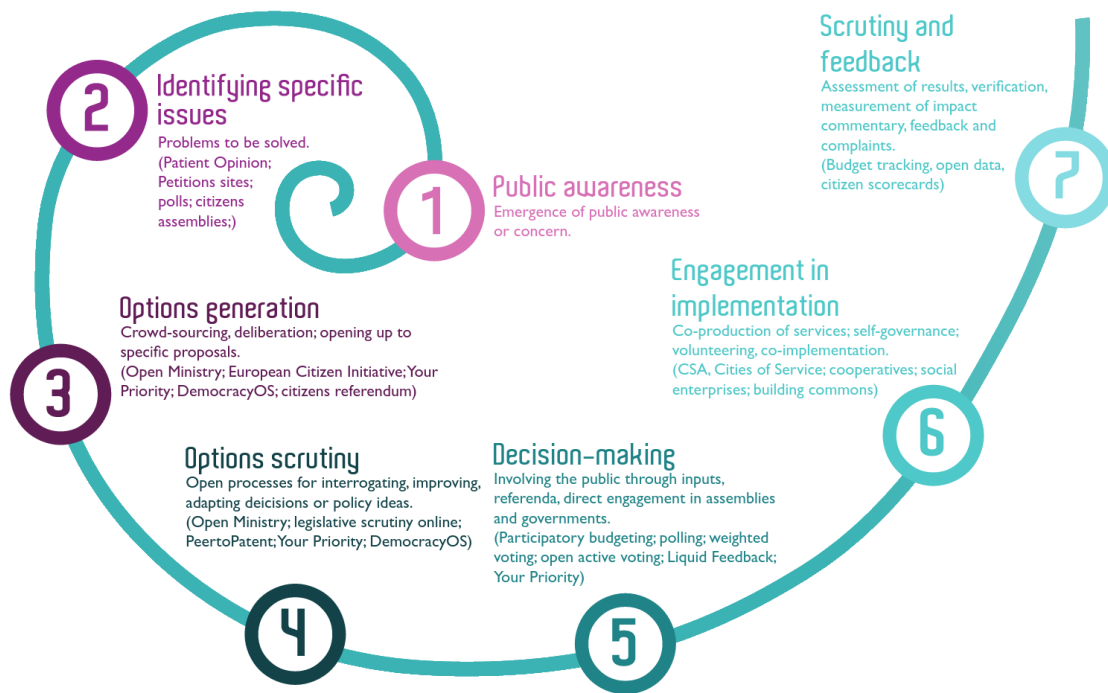 1
Public awareness
Emergence of public awareness
or concern.
2
Identifying specific
issues
Problems to be solved.
(Patient Opinion;
Petitions sites;
polls; citizens
assemblies;)
3
Options generation
Crowd-sourcing, deliberation; opening up to
specific proposals.
(Open Ministry; European Citizen Initiative; Your
Priority; DemocracyOS; citizens referendum)
4
Options scrutiny
Open processes for interrogating, improving,
adapting deicisions or policy ideas.
(Open Ministry; legislative scrutiny online;
PeertoPatent; Your Priority; DemocracyOS)
5
Decision-making
Involving the public through inputs,
referenda, direct engagement in assemblies
and governments.
(Participatory budgeting; polling; weighted
voting; open active voting; Liquid Feedback;
Your Priority)
6
Engagement in
implementation
Co-production of services; self-governance;
volunteering, co-implementation.
(CSA, Cities of Service; cooperatives; social
enterprises; building commons)
7
Scrutiny and
feedback
Assessment of results, verification,
measurement of impact
commentary, feedback and
complaints.
(Budget tracking, open data,
citizen scorecards)